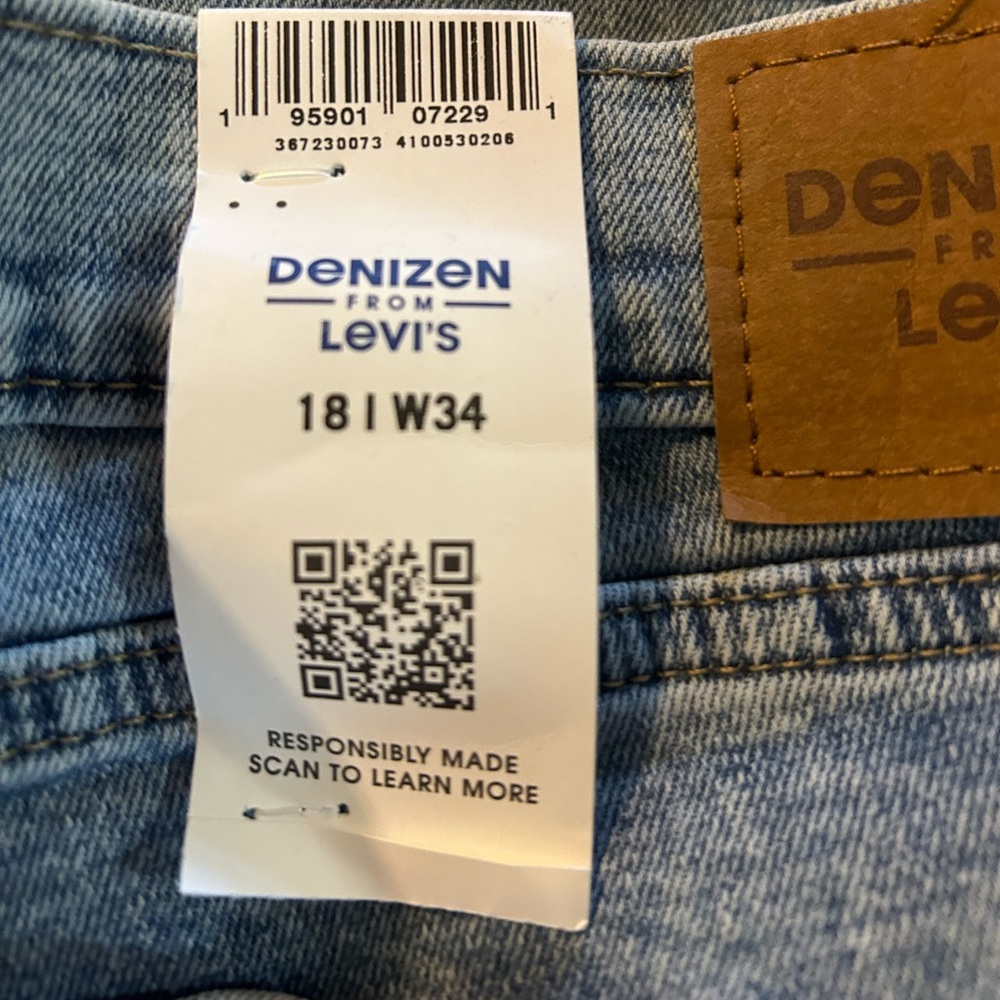 1 95901 07229 1
367230073 4100530206
DENIZEN
FROM
LEVI'S
18 | W34
RESPONSIBLY MADE
SCAN TO LEARN MORE
DEN
FR
Le